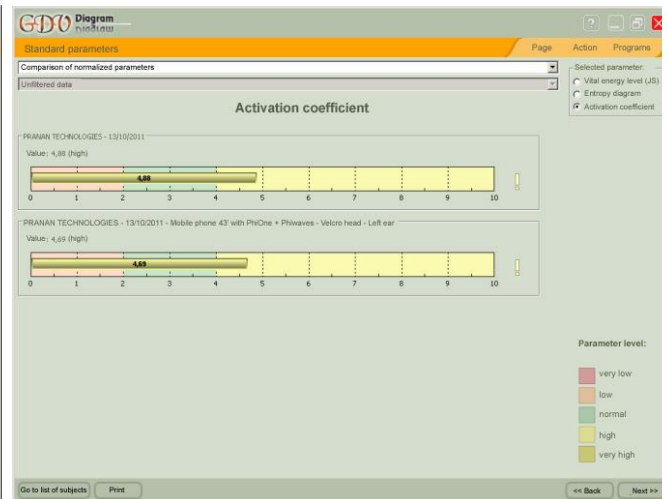 GDV Diagram
Standard parameters
Page Action Programs
Comparison of normalized parameters
Unfiltered data
Selected parameter:
Vital energy level (JS)
Entropy diagram
Activation coefficient
Activation coefficient
PRANAN TECHNOLOGIES - 13/10/2011
Value: 4,88 (high)
4,88
0 1 2 3 4 5 6 7 8 9 10
PRANAN TECHNOLOGIES - 13/10/2011 - Mobile phone 43' with PhiOne + Phiwaves - Velcro head - Left ear
Value: 4,69 (high)
4,69
0 1 2 3 4 5 6 7 8 9 10
Parameter level:
very low
low
normal
high
very high
Go to list of subjects Print
<< Back Next >>